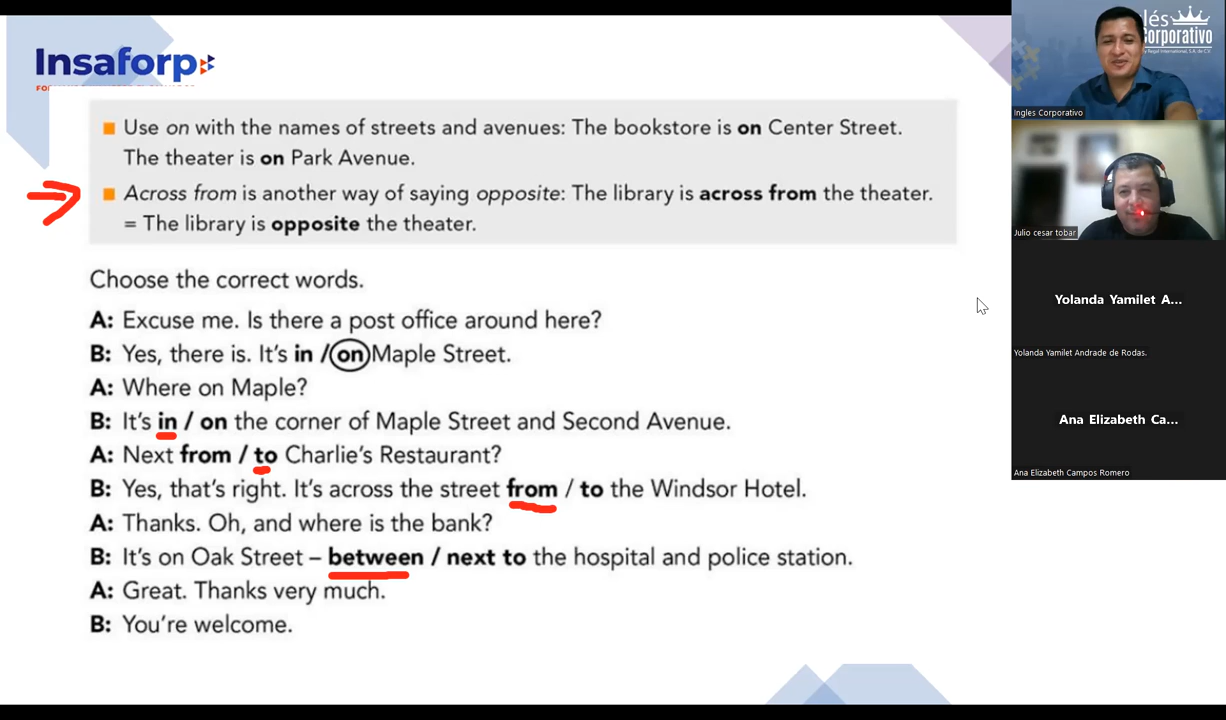 Insaforp
Use on with the names of streets and avenues: The bookstore is on Center Street.
The theater is on Park Avenue.
Across from is another way of saying opposite: The library is across from the theater.
= The library is opposite the theater.
Choose the correct words.
A: Excuse me. Is there a post office around here?
B: Yes, there is. It's in / on Maple Street.
A: Where on Maple?
B: It's in / on the corner of Maple Street and Second Avenue.
A: Next from / to Charlie's Restaurant?
B: Yes, that's right. It's across the street from / to the Windsor Hotel.
A: Thanks. Oh, and where is the bank?
B: It's on Oak Street – between / next to the hospital and police station.
A: Great. Thanks very much.
B: You're welcome.
lés
Corporativo
Ingles Corporativo
Julio cesar tobar
Yolanda Yamilet A...
Yolanda Yamilet Andrade de Rodas.
Ana Elizabeth Ca...
Ana Elizabeth Campos Romero